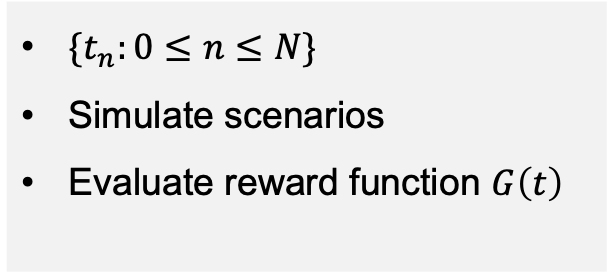 • {tₙ: 0 ≤ n ≤ N}
• Simulate scenarios
• Evaluate reward function G(t)